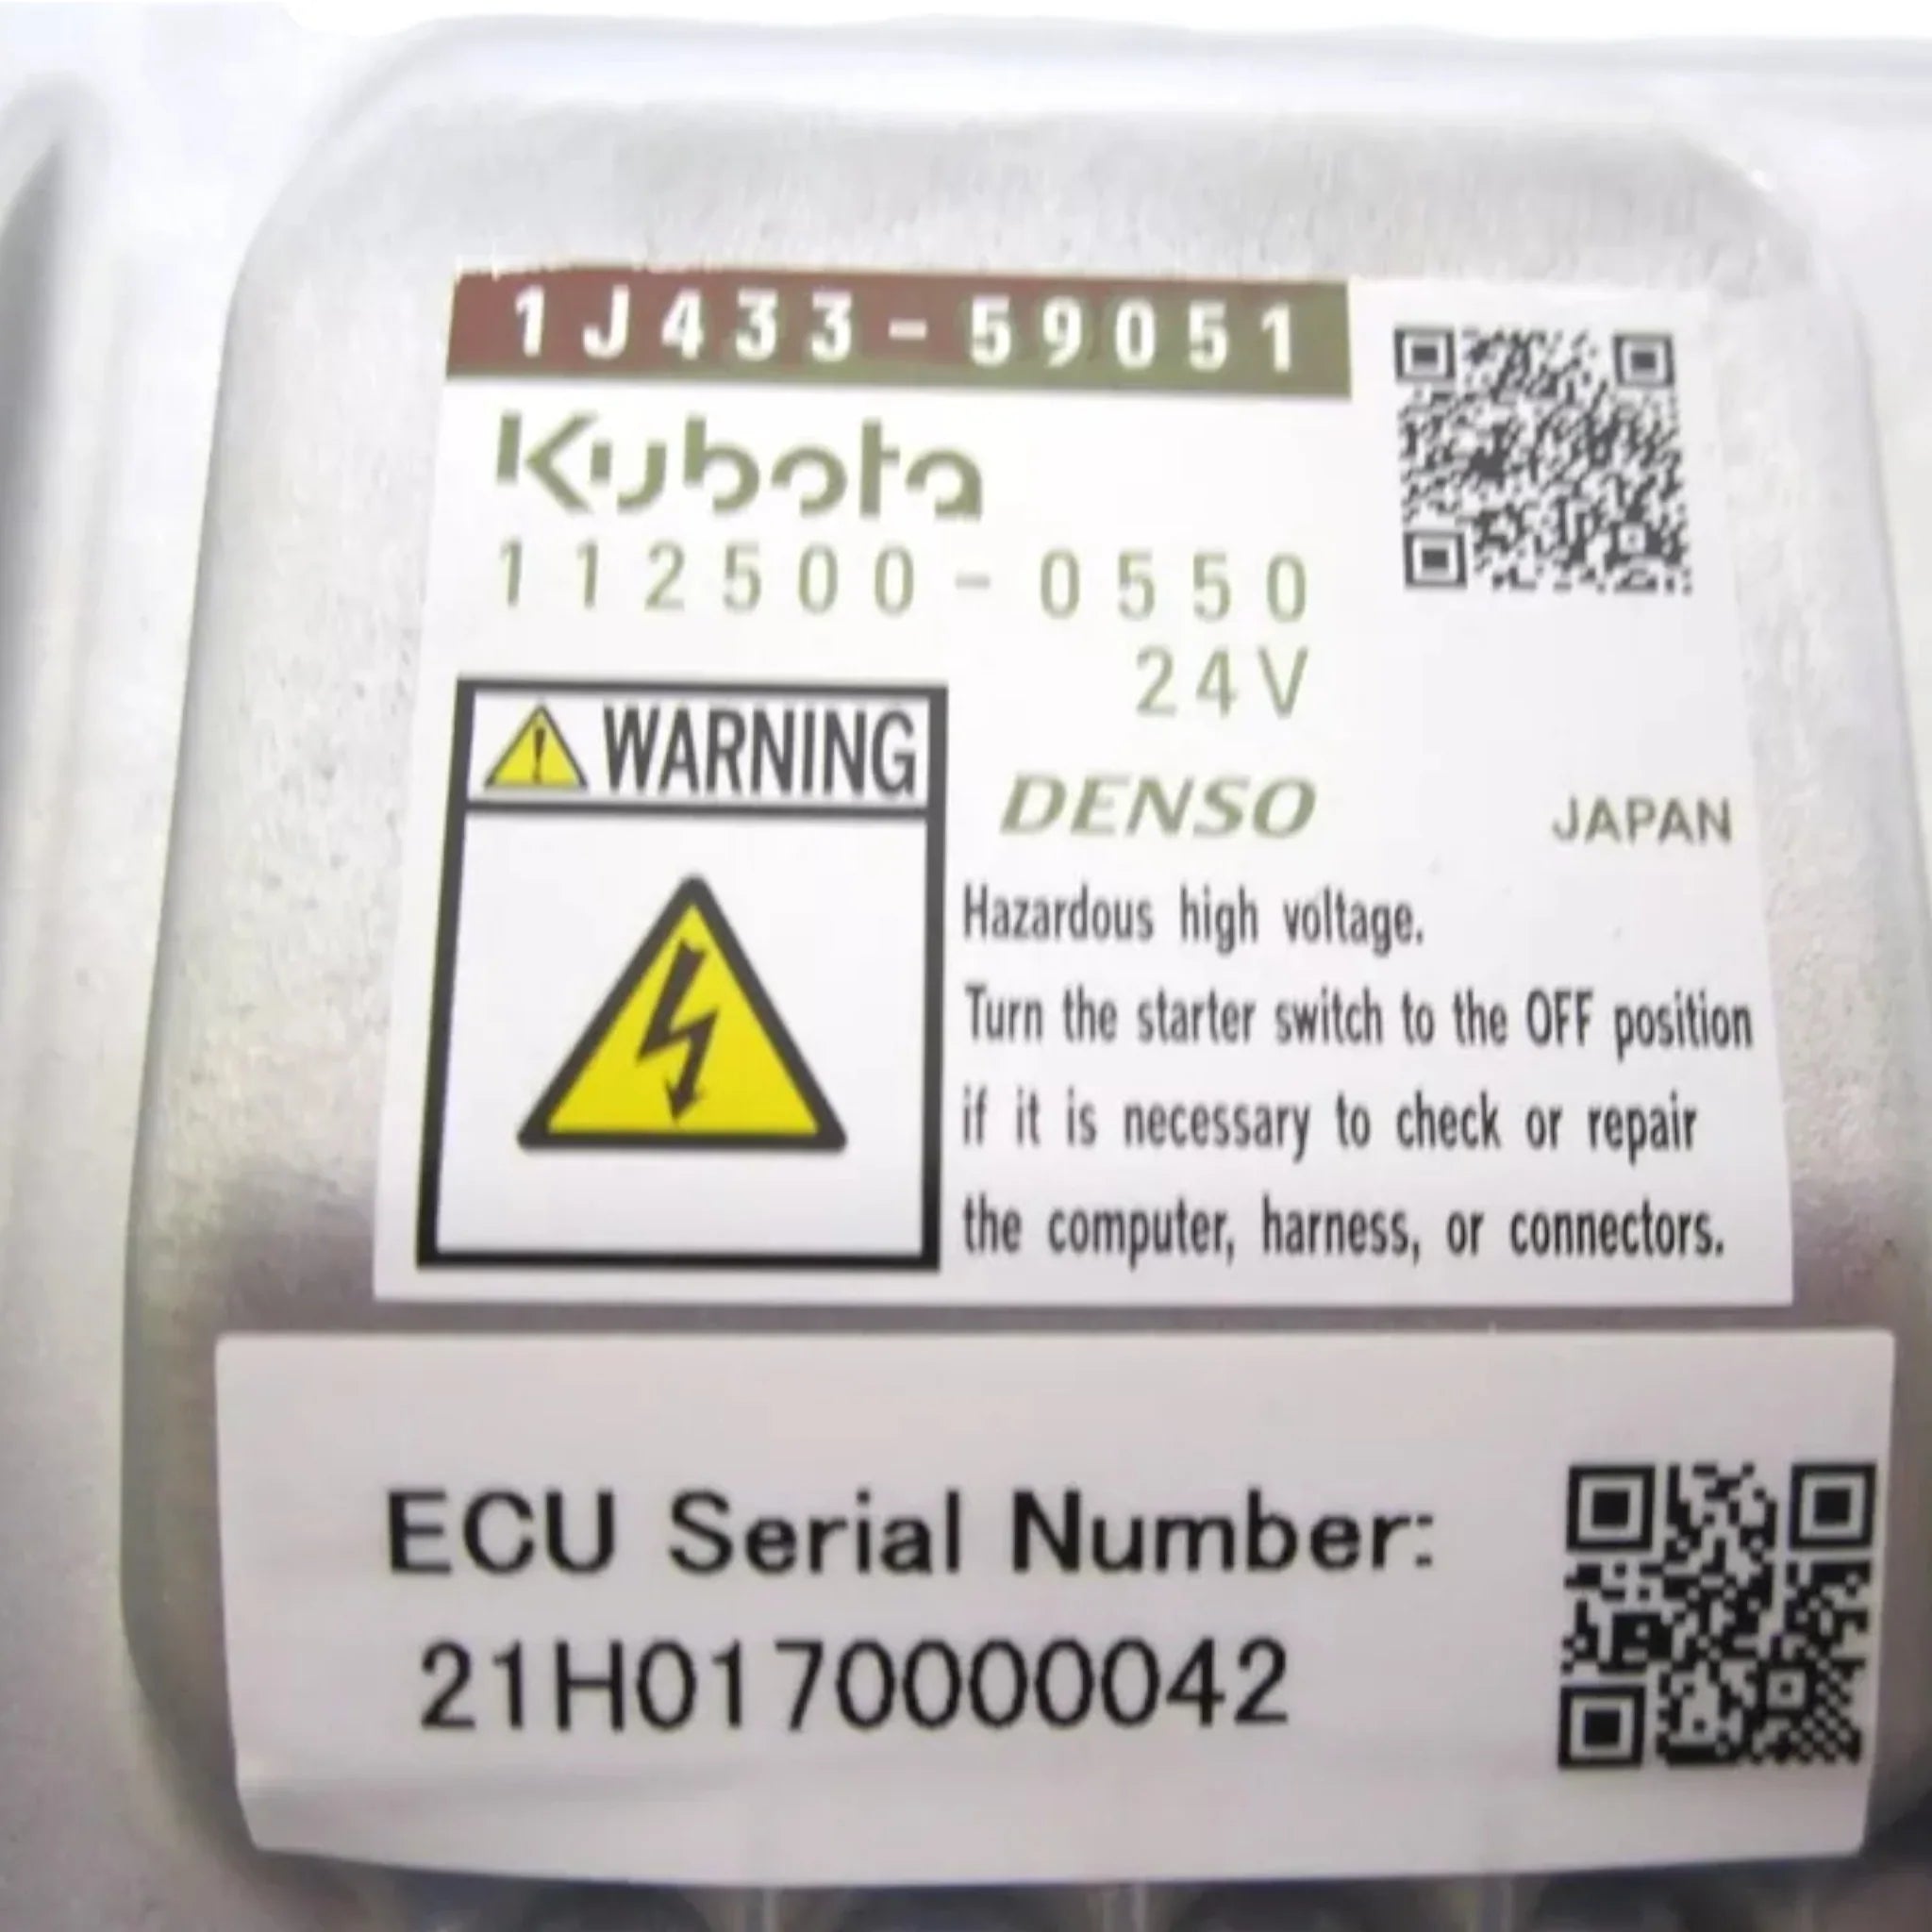 1J433-59051
Kubota
112500-0550
24V
WARNING
DENSO JAPAN
Hazardous high voltage.
Turn the starter switch to the OFF position
if it is necessary to check or repair
the computer, harness, or connectors.
ECU Serial Number:
21H0170000042